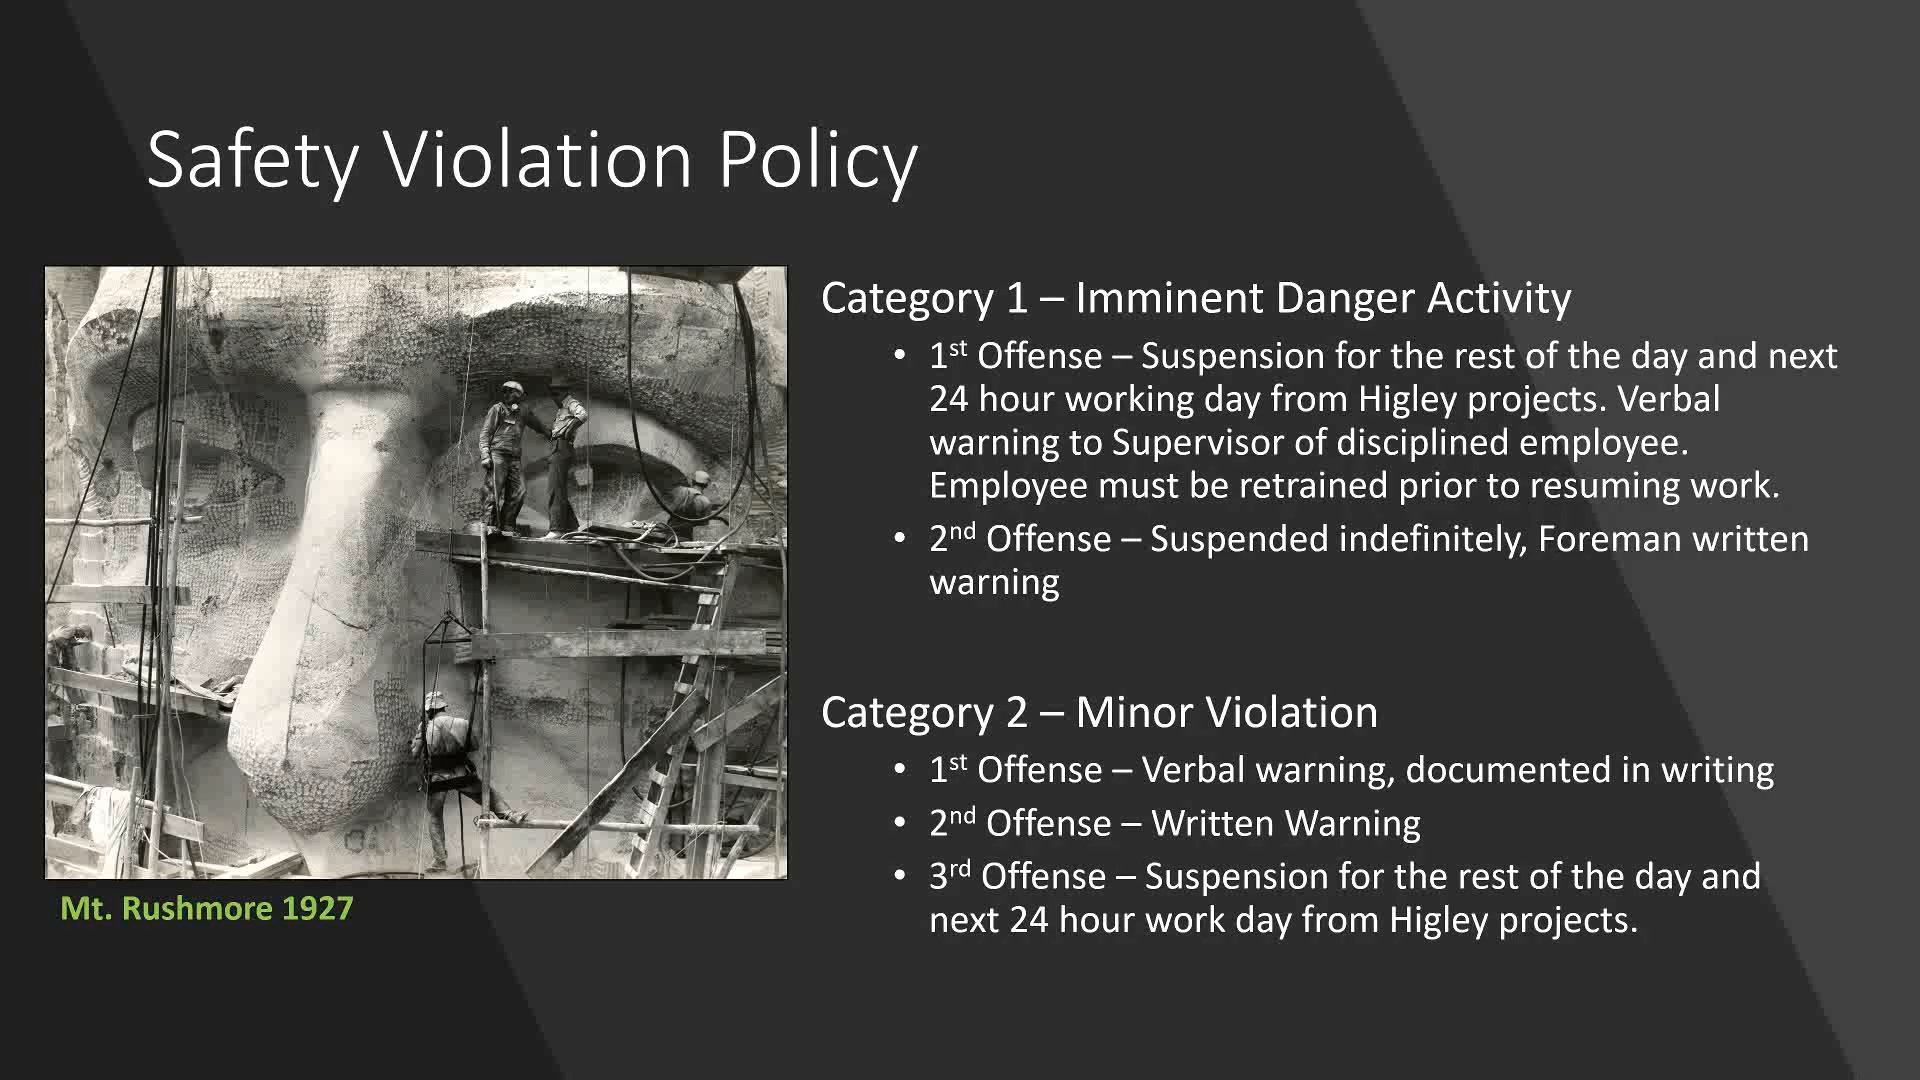 Safety Violation Policy
Category 1 – Imminent Danger Activity
• 1st Offense – Suspension for the rest of the day and next
24 hour working day from Higley projects. Verbal
warning to Supervisor of disciplined employee.
Employee must be retrained prior to resuming work.
• 2nd Offense – Suspended indefinitely, Foreman written
warning
Category 2 – Minor Violation
• 1st Offense – Verbal warning, documented in writing
• 2nd Offense – Written Warning
• 3rd Offense – Suspension for the rest of the day and
next 24 hour work day from Higley projects.
Mt. Rushmore 1927